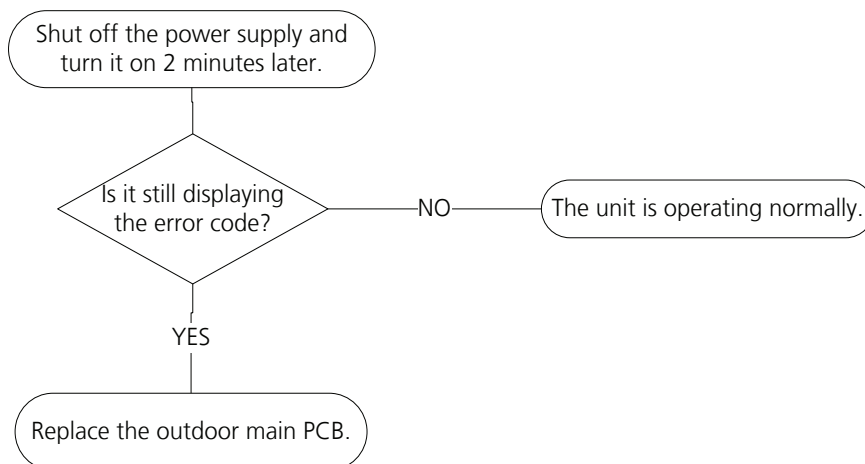 Shut off the power supply and
turn it on 2 minutes later.
Is it still displaying
the error code?
NO
The unit is operating normally.
YES
Replace the outdoor main PCB.